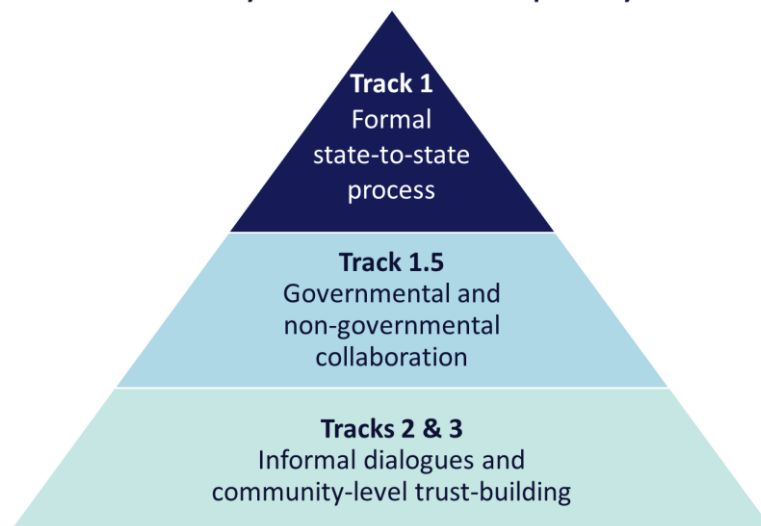 Track 1
Formal
state-to-state
process
Track 1.5
Governmental and
non-governmental
collaboration
Tracks 2 & 3
Informal dialogues and
community-level trust-building